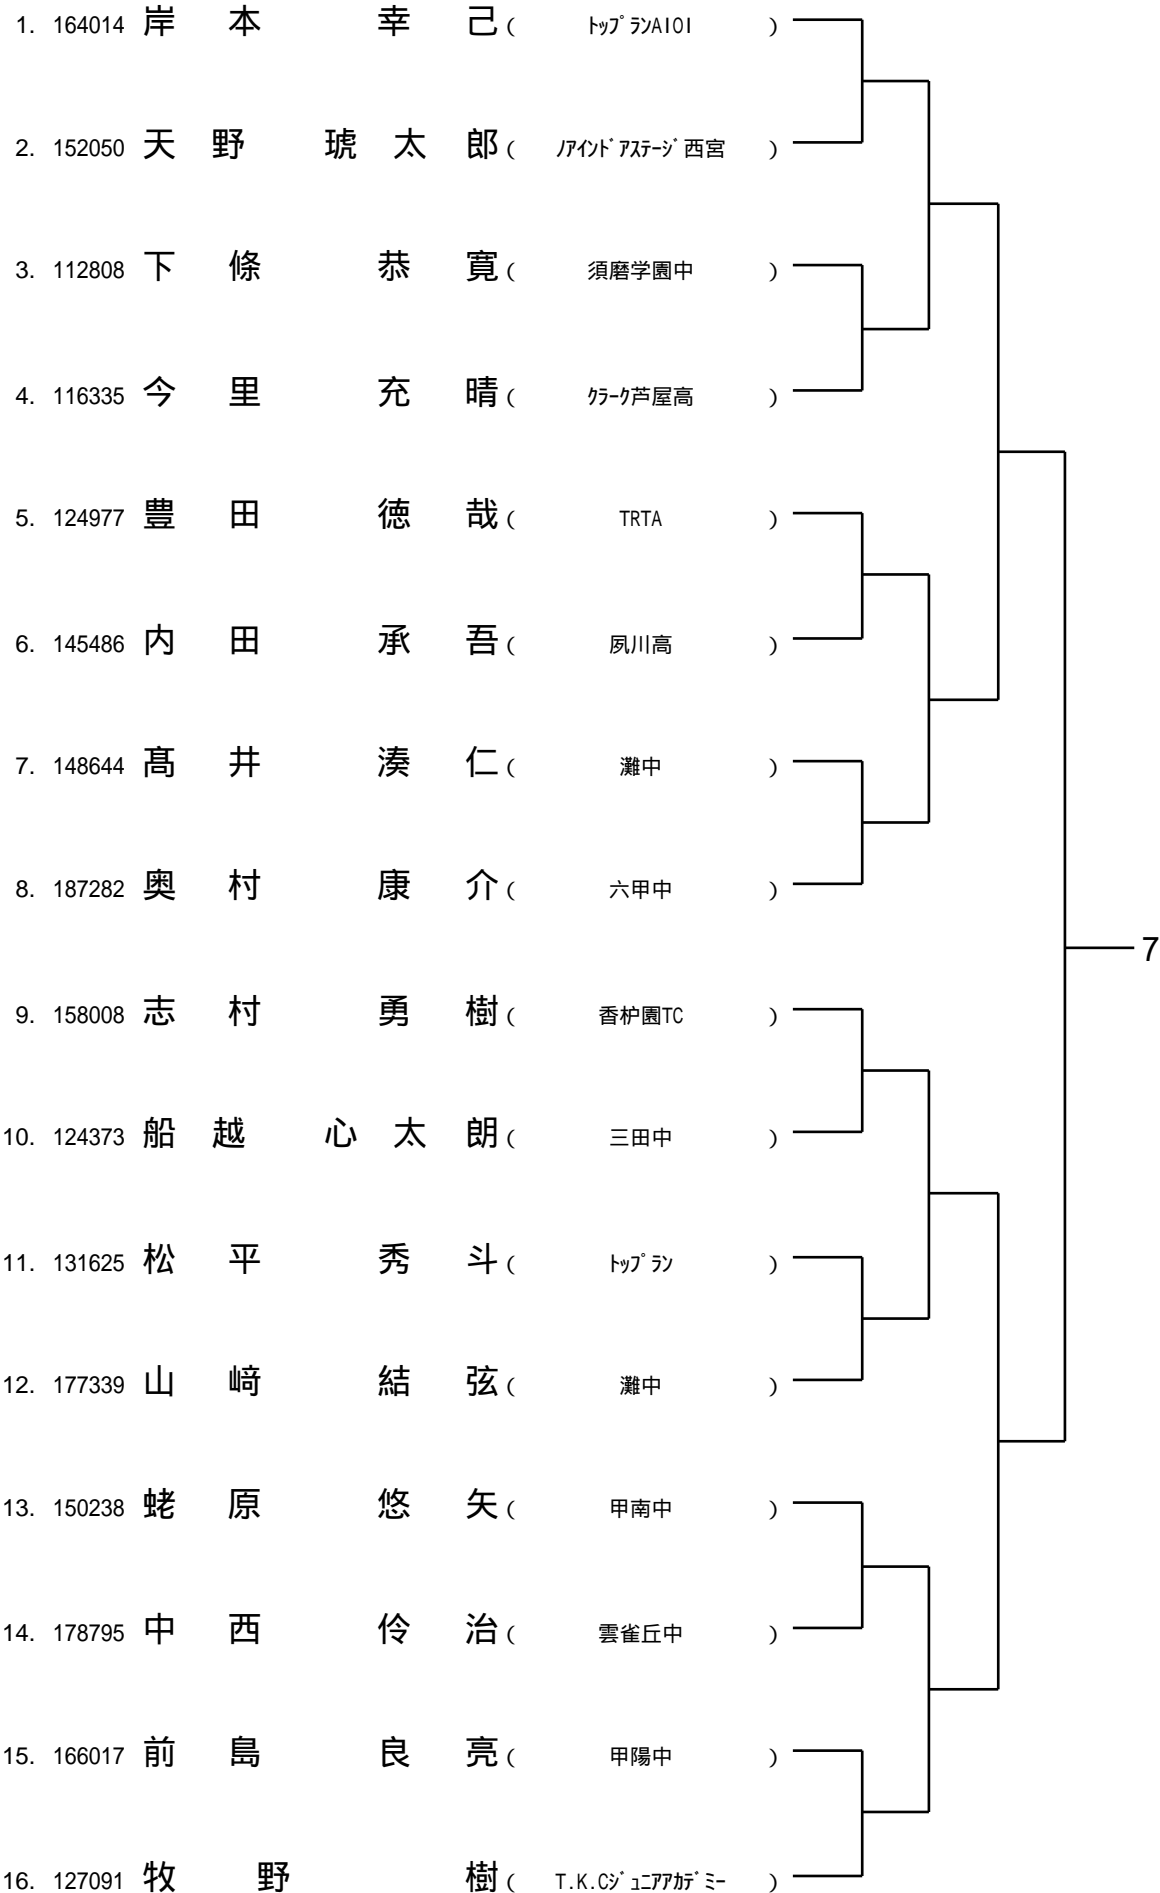 1. 164014 岸本 幸己( ﾄｯﾌﾟﾗﾝAIOI )
2. 152050 天野 琥太郎( ﾉｱｲﾝﾄﾞｱｽﾃｰｼﾞ西宮 )
3. 112808 下條 恭寛( 須磨学園中 )
4. 116335 今里 充晴( ｸﾗｰｸ芦屋高 )
5. 124977 豊田 徳哉( TRTA )
6. 145486 内田 承吾( 夙川高 )
7. 148644 髙井 湊仁( 灘中 )
8. 187282 奥村 康介( 六甲中 )
7
9. 158008 志村 勇樹( 香枦園TC )
10. 124373 船越 心太朗( 三田中 )
11. 131625 松平 秀斗( ﾄｯﾌﾟﾗﾝ )
12. 177339 山﨑 結弦( 灘中 )
13. 150238 蛯原 悠矢( 甲南中 )
14. 178795 中西 伶治( 雲雀丘中 )
15. 166017 前島 良亮( 甲陽中 )
16. 127091 牧野 樹( T.K.Cｼﾞｭﾆｱｱｶﾃﾞﾐｰ )